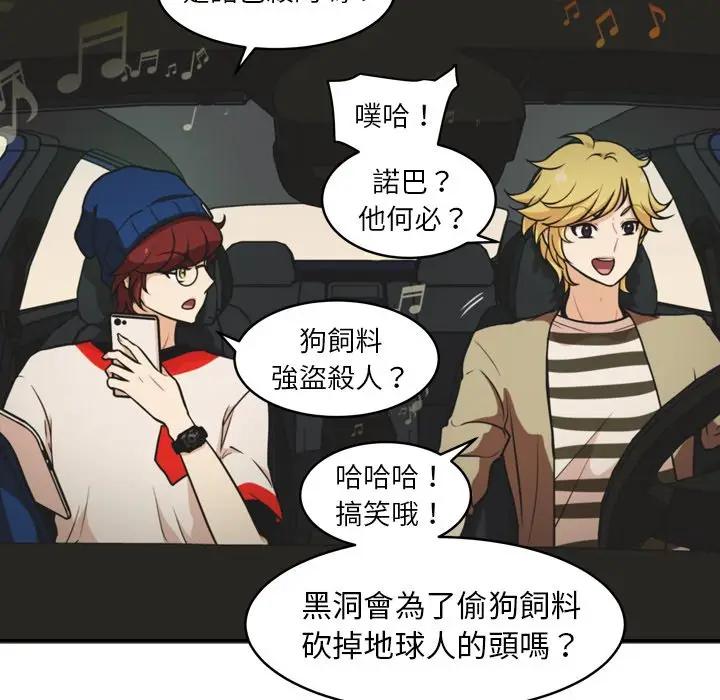 噗哈！
諾巴？
他何必？
狗飼料
強盜殺人？
哈哈哈！
搞笑哦！
黑洞會為了偷狗飼料
砍掉地球人的頭嗎？